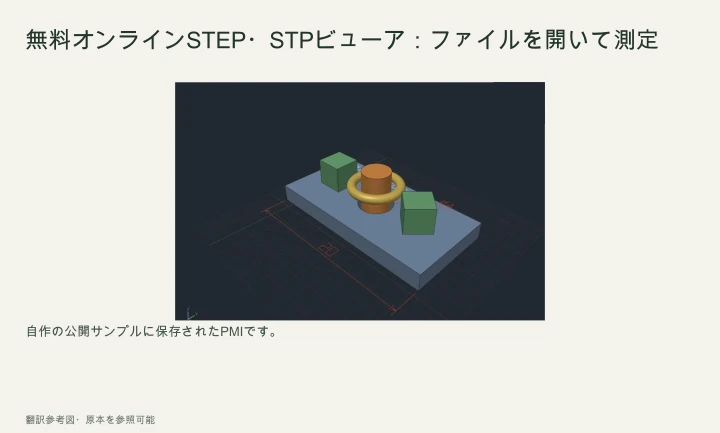 無料オンラインSTEP・STPビューア：ファイルを開いて測定
自作の公開サンプルに保存されたPMIです。
翻訳参考図・原本を参照可能